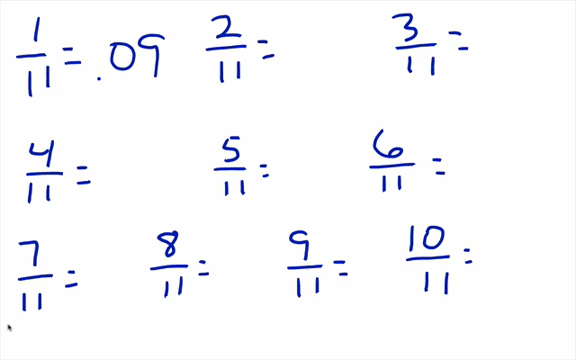 1/11 = .09 2/11 = 3/11 =
4/11 = 5/11 = 6/11 =
7/11 = 8/11 = 9/11 = 10/11 =